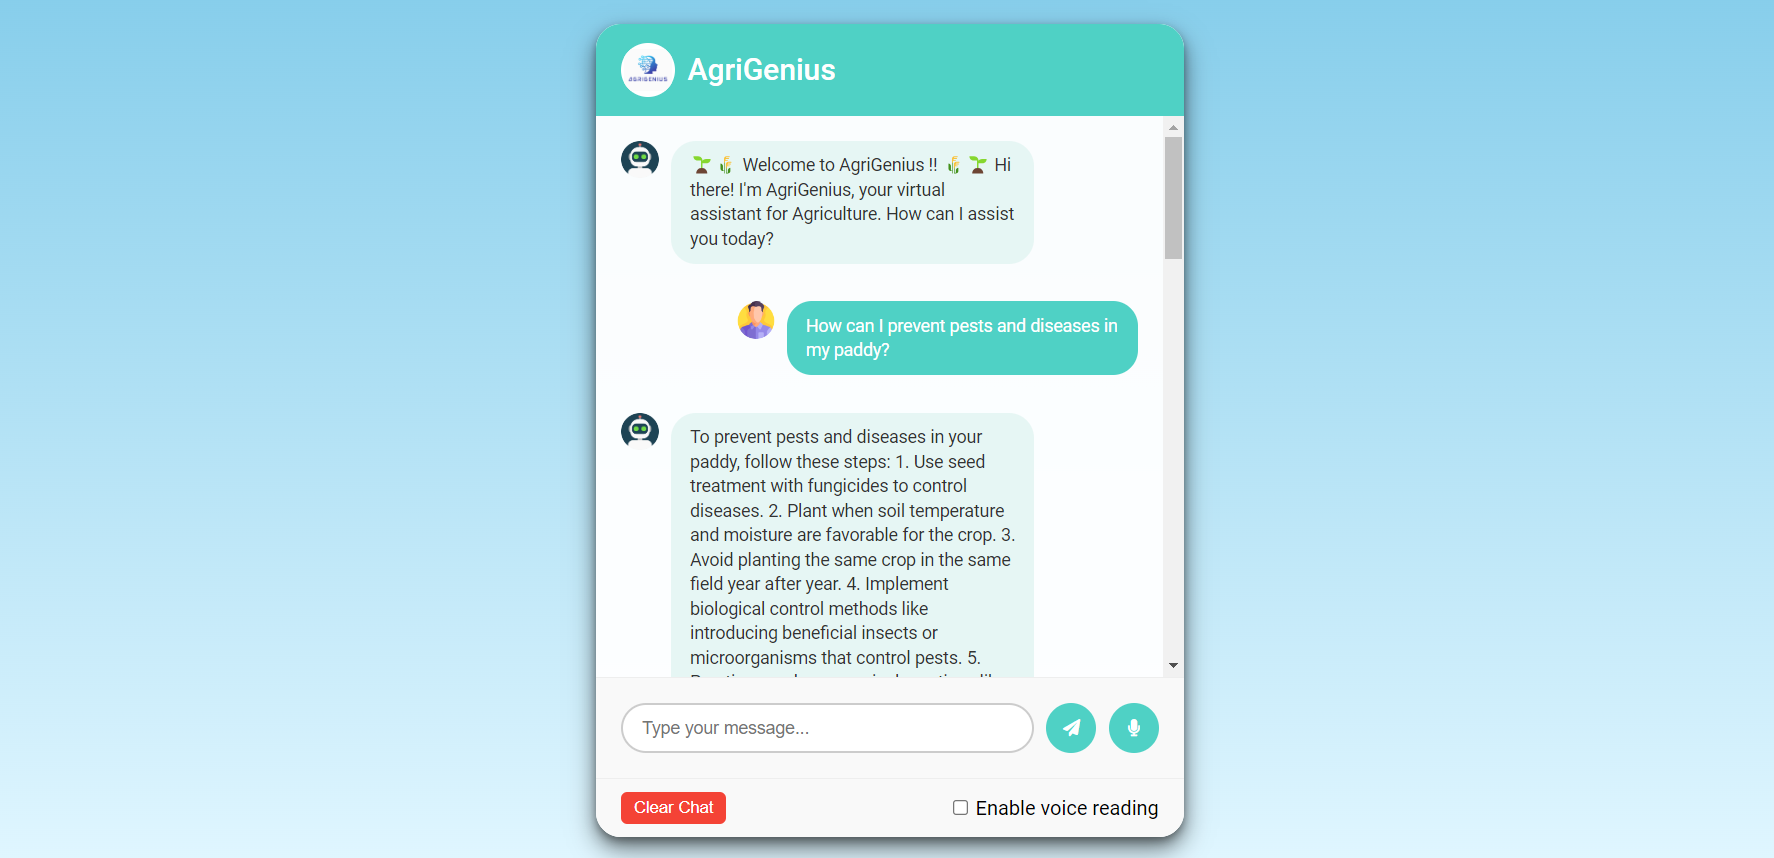 AGRIGENIUS
AgriGenius
🌱🌾 Welcome to AgriGenius !! 🌾🌱 Hi
there! I'm AgriGenius, your virtual
assistant for Agriculture. How can I assist
you today?
How can I prevent pests and diseases in
my paddy?
To prevent pests and diseases in your
paddy, follow these steps: 1. Use seed
treatment with fungicides to control
diseases. 2. Plant when soil temperature
and moisture are favorable for the crop. 3.
Avoid planting the same crop in the same
field year after year. 4. Implement
biological control methods like
introducing beneficial insects or
microorganisms that control pests. 5.
Type your message...
Clear Chat
Enable voice reading